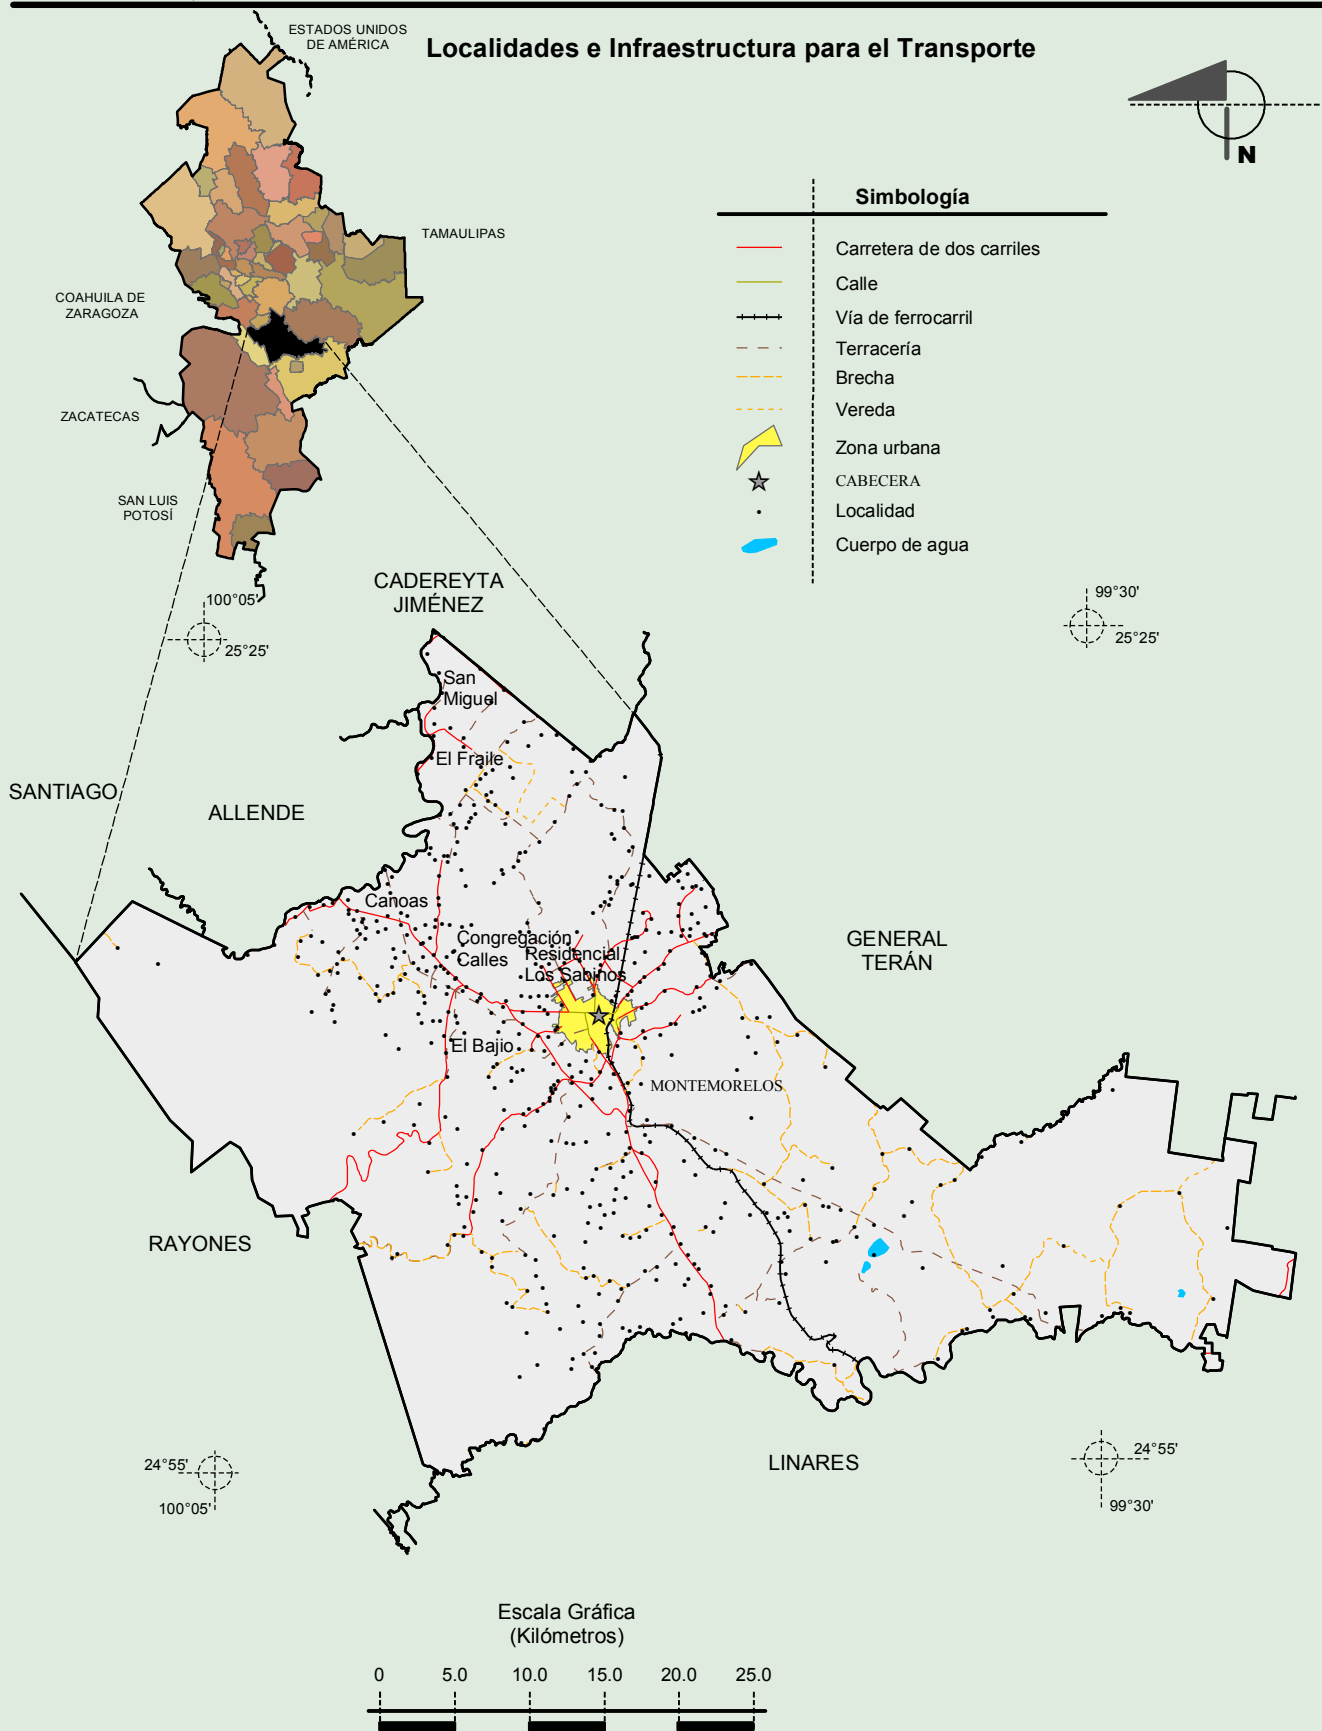 ESTADOS UNIDOS
DE AMÉRICA
Localidades e Infraestructura para el Transporte
N
Simbología
Carretera de dos carriles
Calle
Vía de ferrocarril
Terracería
Brecha
Vereda
Zona urbana
CABECERA
Localidad
Cuerpo de agua
TAMAULIPAS
COAHUILA DE
ZARAGOZA
ZACATECAS
SAN LUIS
POTOSÍ
CADEREYTA
JIMÉNEZ
100°05'
25°25'
99°30'
25°25'
San
Miguel
El Fraile
SANTIAGO
ALLENDE
Canoas
Congregación
Calles
Residencial
Los Sabinos
GENERAL
TERÁN
El Bajio
MONTEMORELOS
RAYONES
LINARES
24°55'
100°05'
24°55'
99°30'
Escala Gráfica
(Kilómetros)
0 5.0 10.0 15.0 20.0 25.0